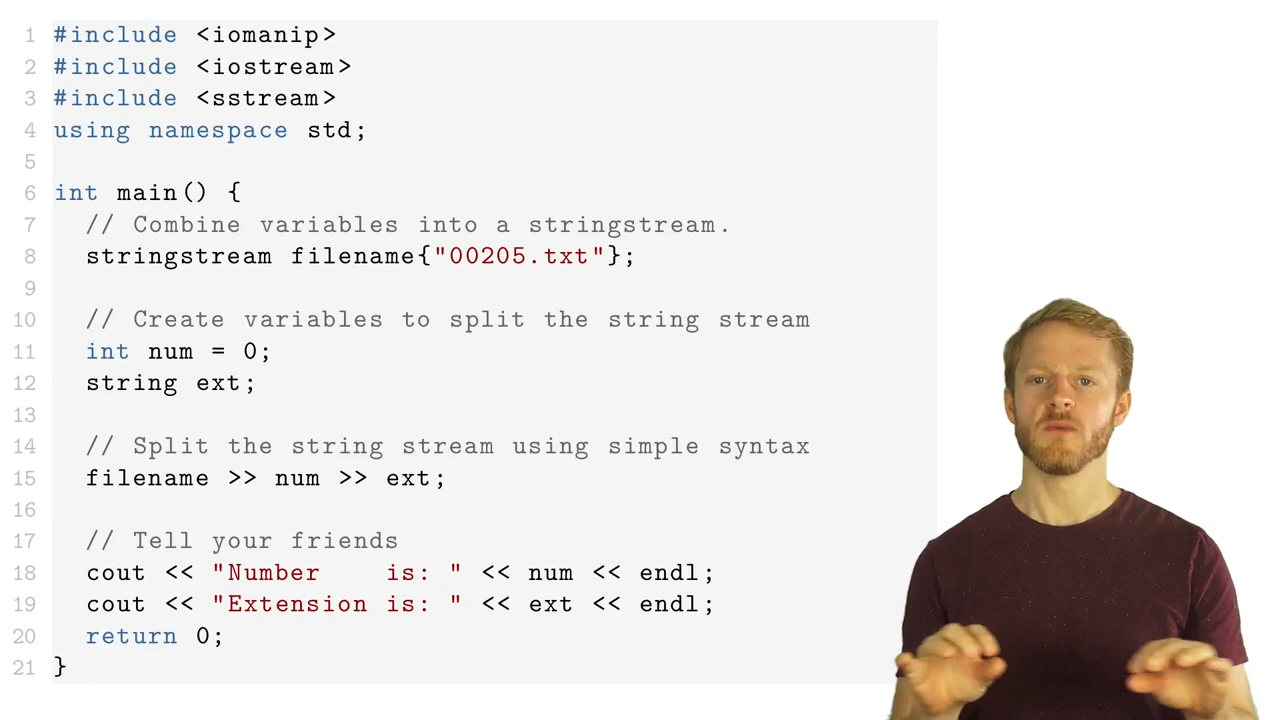 1 #include <iomanip>
2 #include <iostream>
3 #include <sstream>
4 using namespace std;
5
6 int main() {
7 // Combine variables into a stringstream.
8 stringstream filename{"00205.txt"};
9
10 // Create variables to split the string stream
11 int num = 0;
12 string ext;
13
14 // Split the string stream using simple syntax
15 filename >> num >> ext;
16
17 // Tell your friends
18 cout << "Number    is: " << num << endl;
19 cout << "Extension is: " << ext << endl;
20 return 0;
21 }